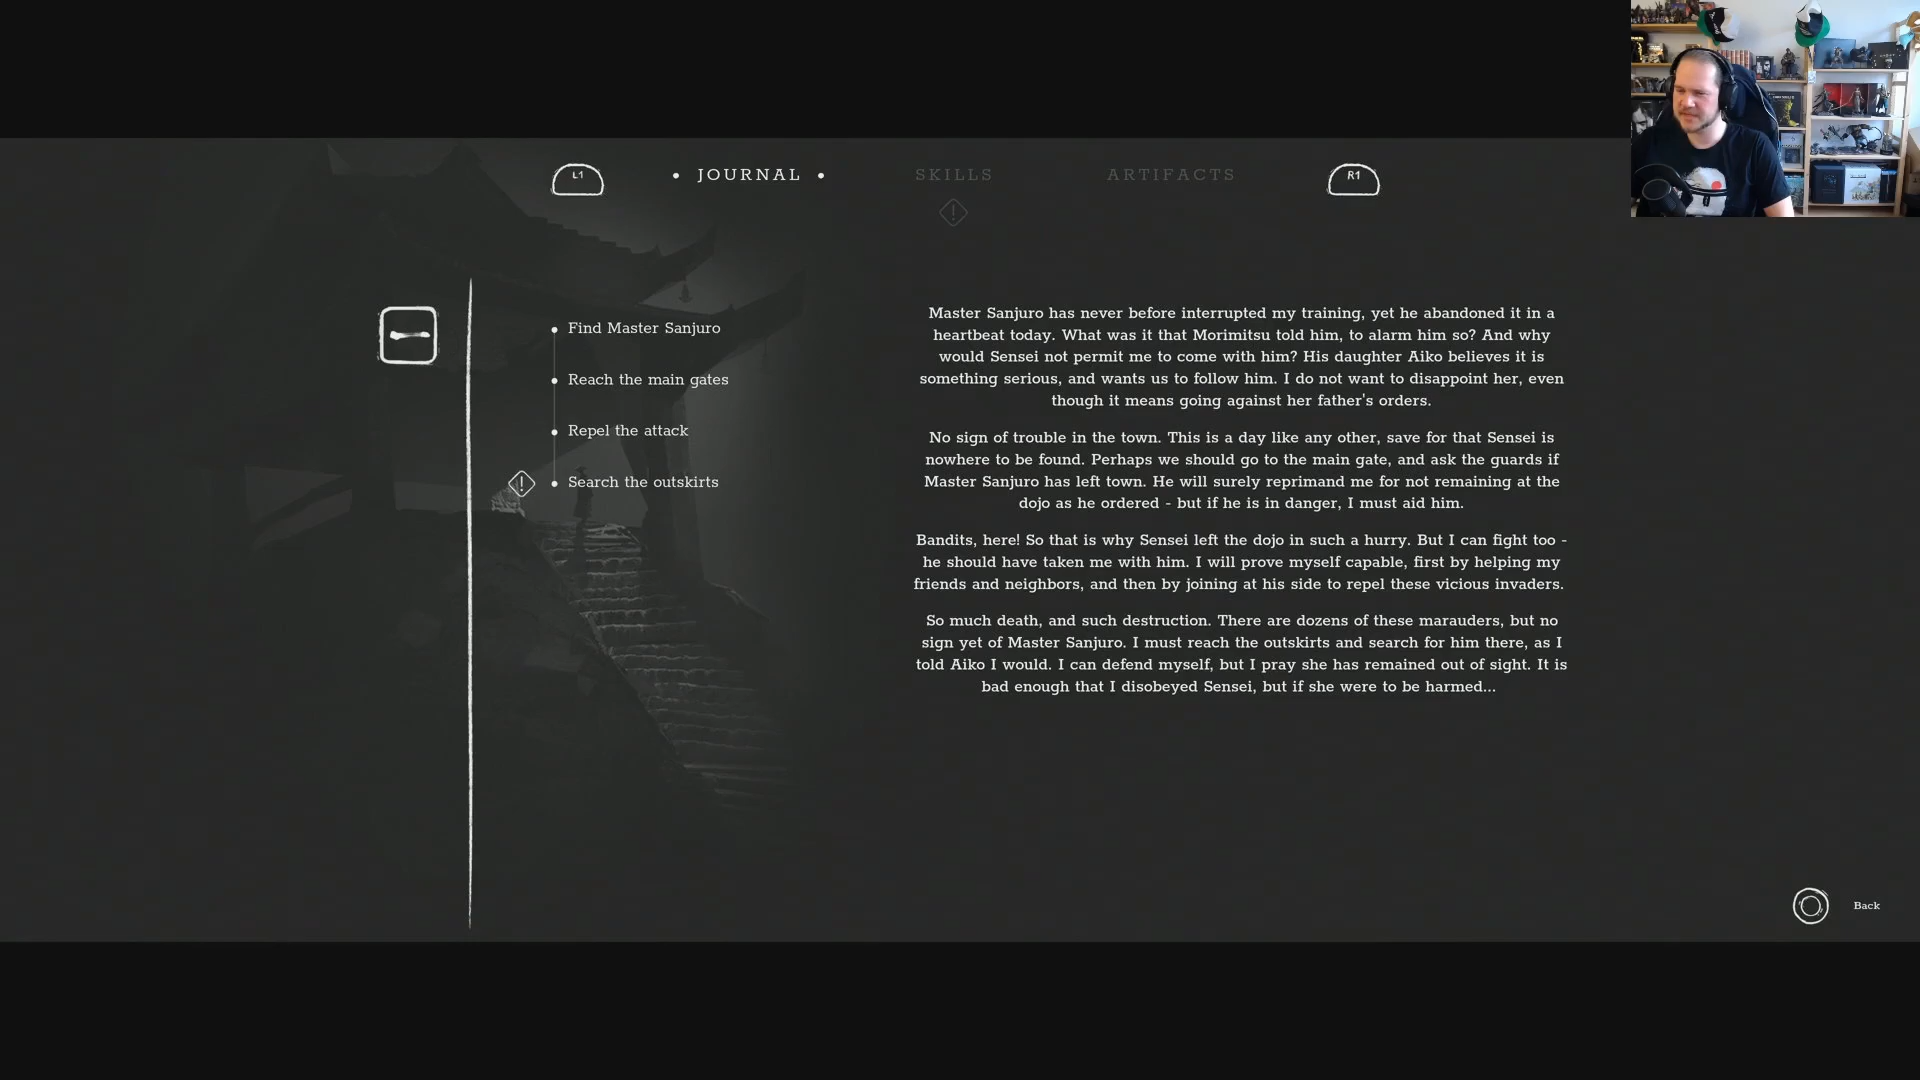 L1
JOURNAL
SKILLS
ARTIFACTS
R1
Find Master Sanjuro
Reach the main gates
Repel the attack
Search the outskirts
Master Sanjuro has never before interrupted my training, yet he abandoned it in a
heartbeat today. What was it that Morimitsu told him, to alarm him so? And why
would Sensei not permit me to come with him? His daughter Aiko believes it is
something serious, and wants us to follow him. I do not want to disappoint her, even
though it means going against her father's orders.
No sign of trouble in the town. This is a day like any other, save for that Sensei is
nowhere to be found. Perhaps we should go to the main gate, and ask the guards if
Master Sanjuro has left town. He will surely reprimand me for not remaining at the
dojo as he ordered - but if he is in danger, I must aid him.
Bandits, here! So that is why Sensei left the dojo in such a hurry. But I can fight too -
he should have taken me with him. I will prove myself capable, first by helping my
friends and neighbors, and then by joining at his side to repel these vicious invaders.
So much death, and such destruction. There are dozens of these marauders, but no
sign yet of Master Sanjuro. I must reach the outskirts and search for him there, as I
told Aiko I would. I can defend myself, but I pray she has remained out of sight. It is
bad enough that I disobeyed Sensei, but if she were to be harmed...
Back